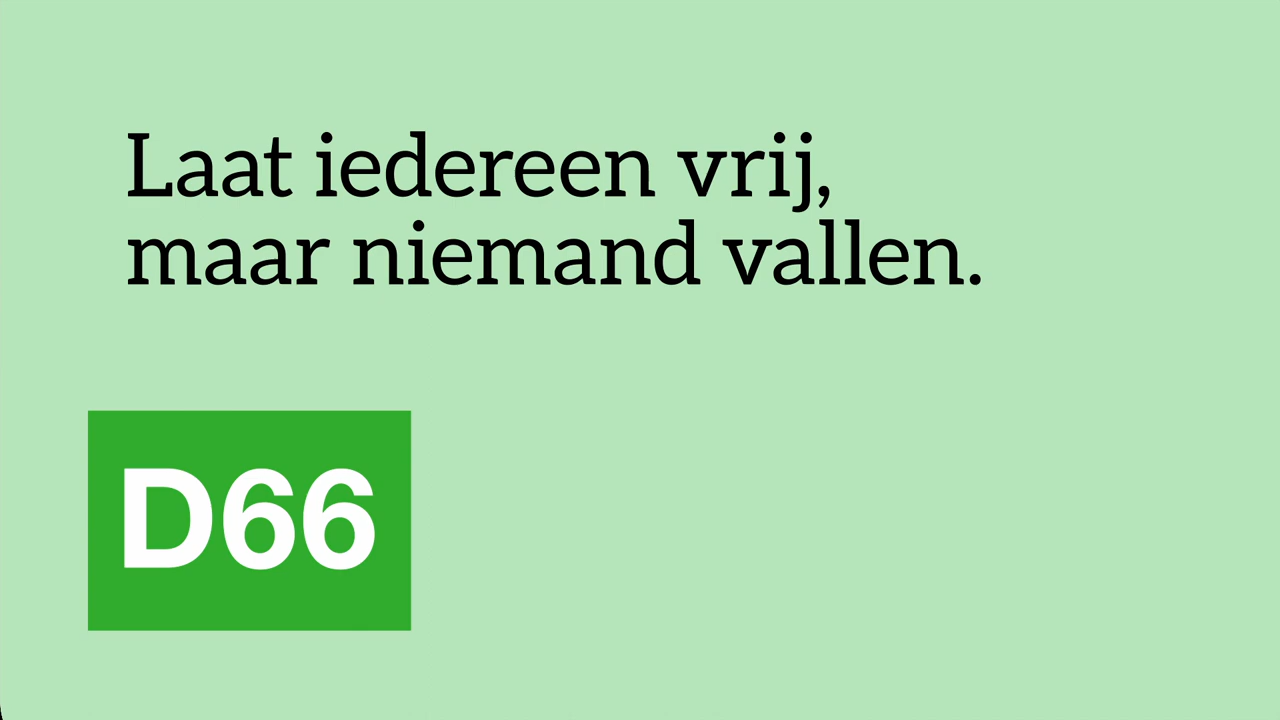 Laat iedereen vrij,
maar niemand vallen.
D66